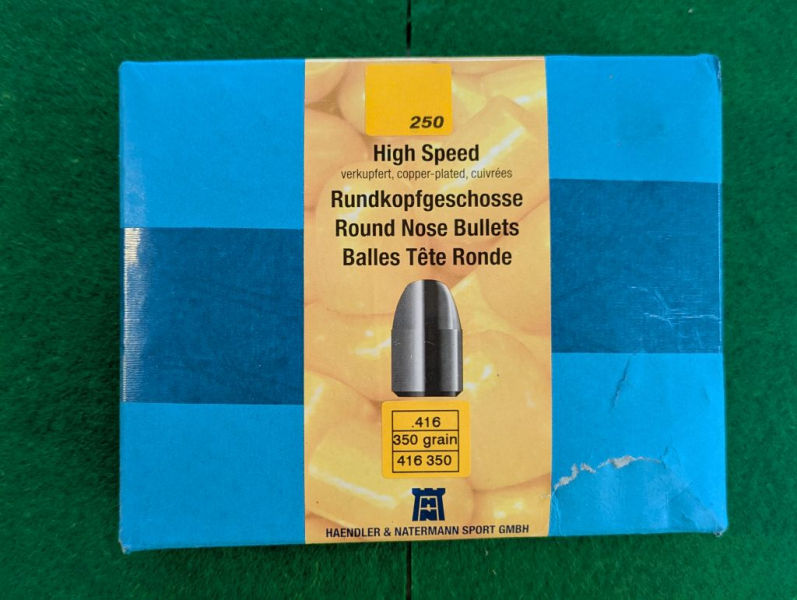 250
High Speed
verkupfert, copper-plated, cuivrées
Rundkopfgeschosse
Round Nose Bullets
Balles Tête Ronde
.416
350 grain
416 350
HN
HAENDLER & NATERMANN SPORT GMBH